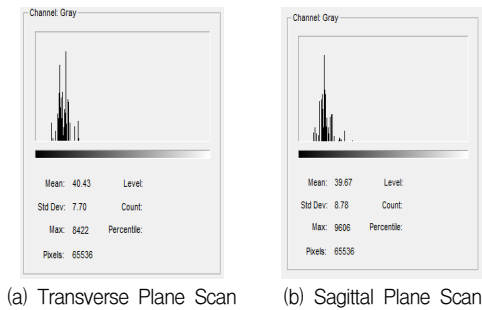 Channel: Gray
Mean: 40.43 Level:
Std Dev: 7.70 Count:
Max: 8422 Percentile:
Pixels: 65536
(a) Transverse Plane Scan
Channel: Gray
Mean: 39.67 Level:
Std Dev: 8.78 Count:
Max: 9606 Percentile:
Pixels: 65536
(b) Sagittal Plane Scan